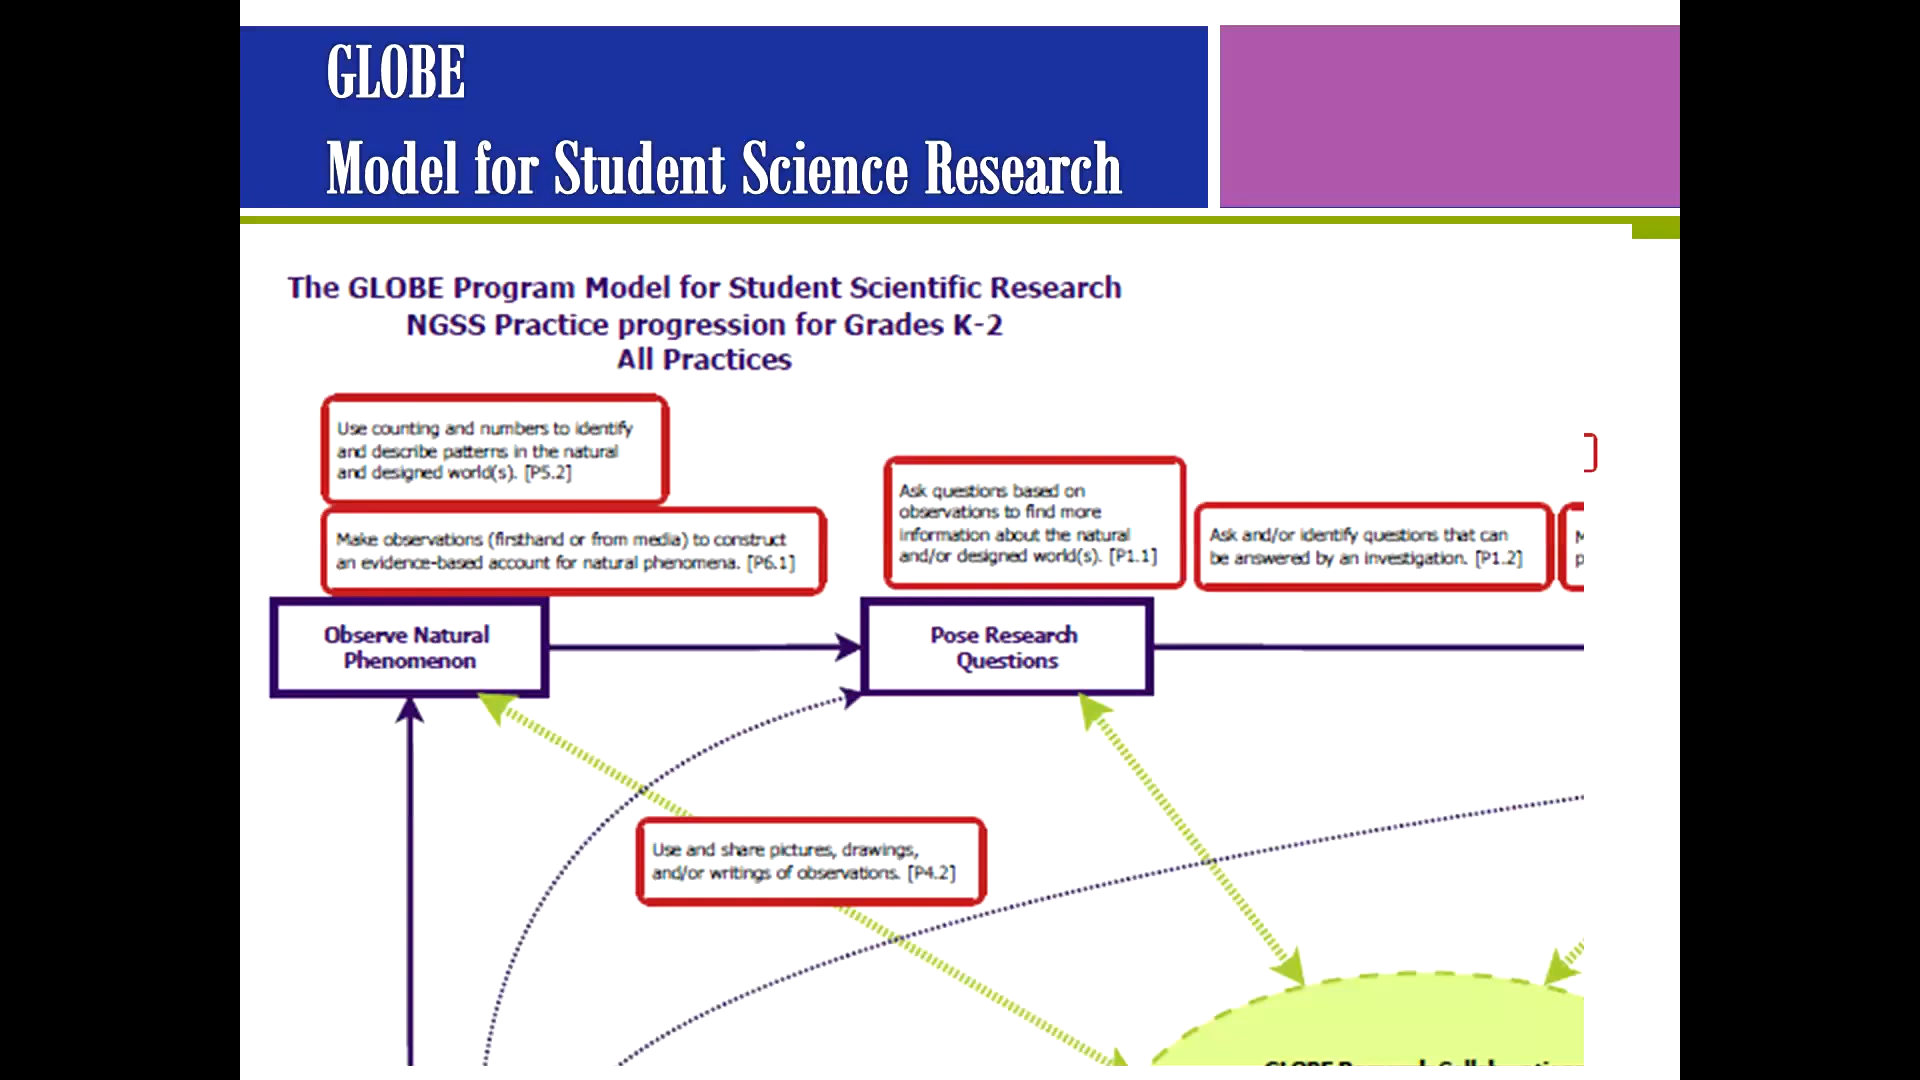 GLOBE
Model for Student Science Research
The GLOBE Program Model for Student Scientific Research
NGSS Practice progression for Grades K-2
All Practices
Use counting and numbers to identify
and describe patterns in the natural
and designed world(s). [P5.2]
Make observations (firsthand or from media) to construct
an evidence-based account for natural phenomena. [P6.1]
Ask questions based on
observations to find more
information about the natural
and/or designed world(s). [P1.1]
Ask and/or identify questions that can
be answered by an investigation. [P1.2]
Observe Natural
Phenomenon
Pose Research
Questions
Use and share pictures, drawings,
and/or writings of observations. [P4.2]